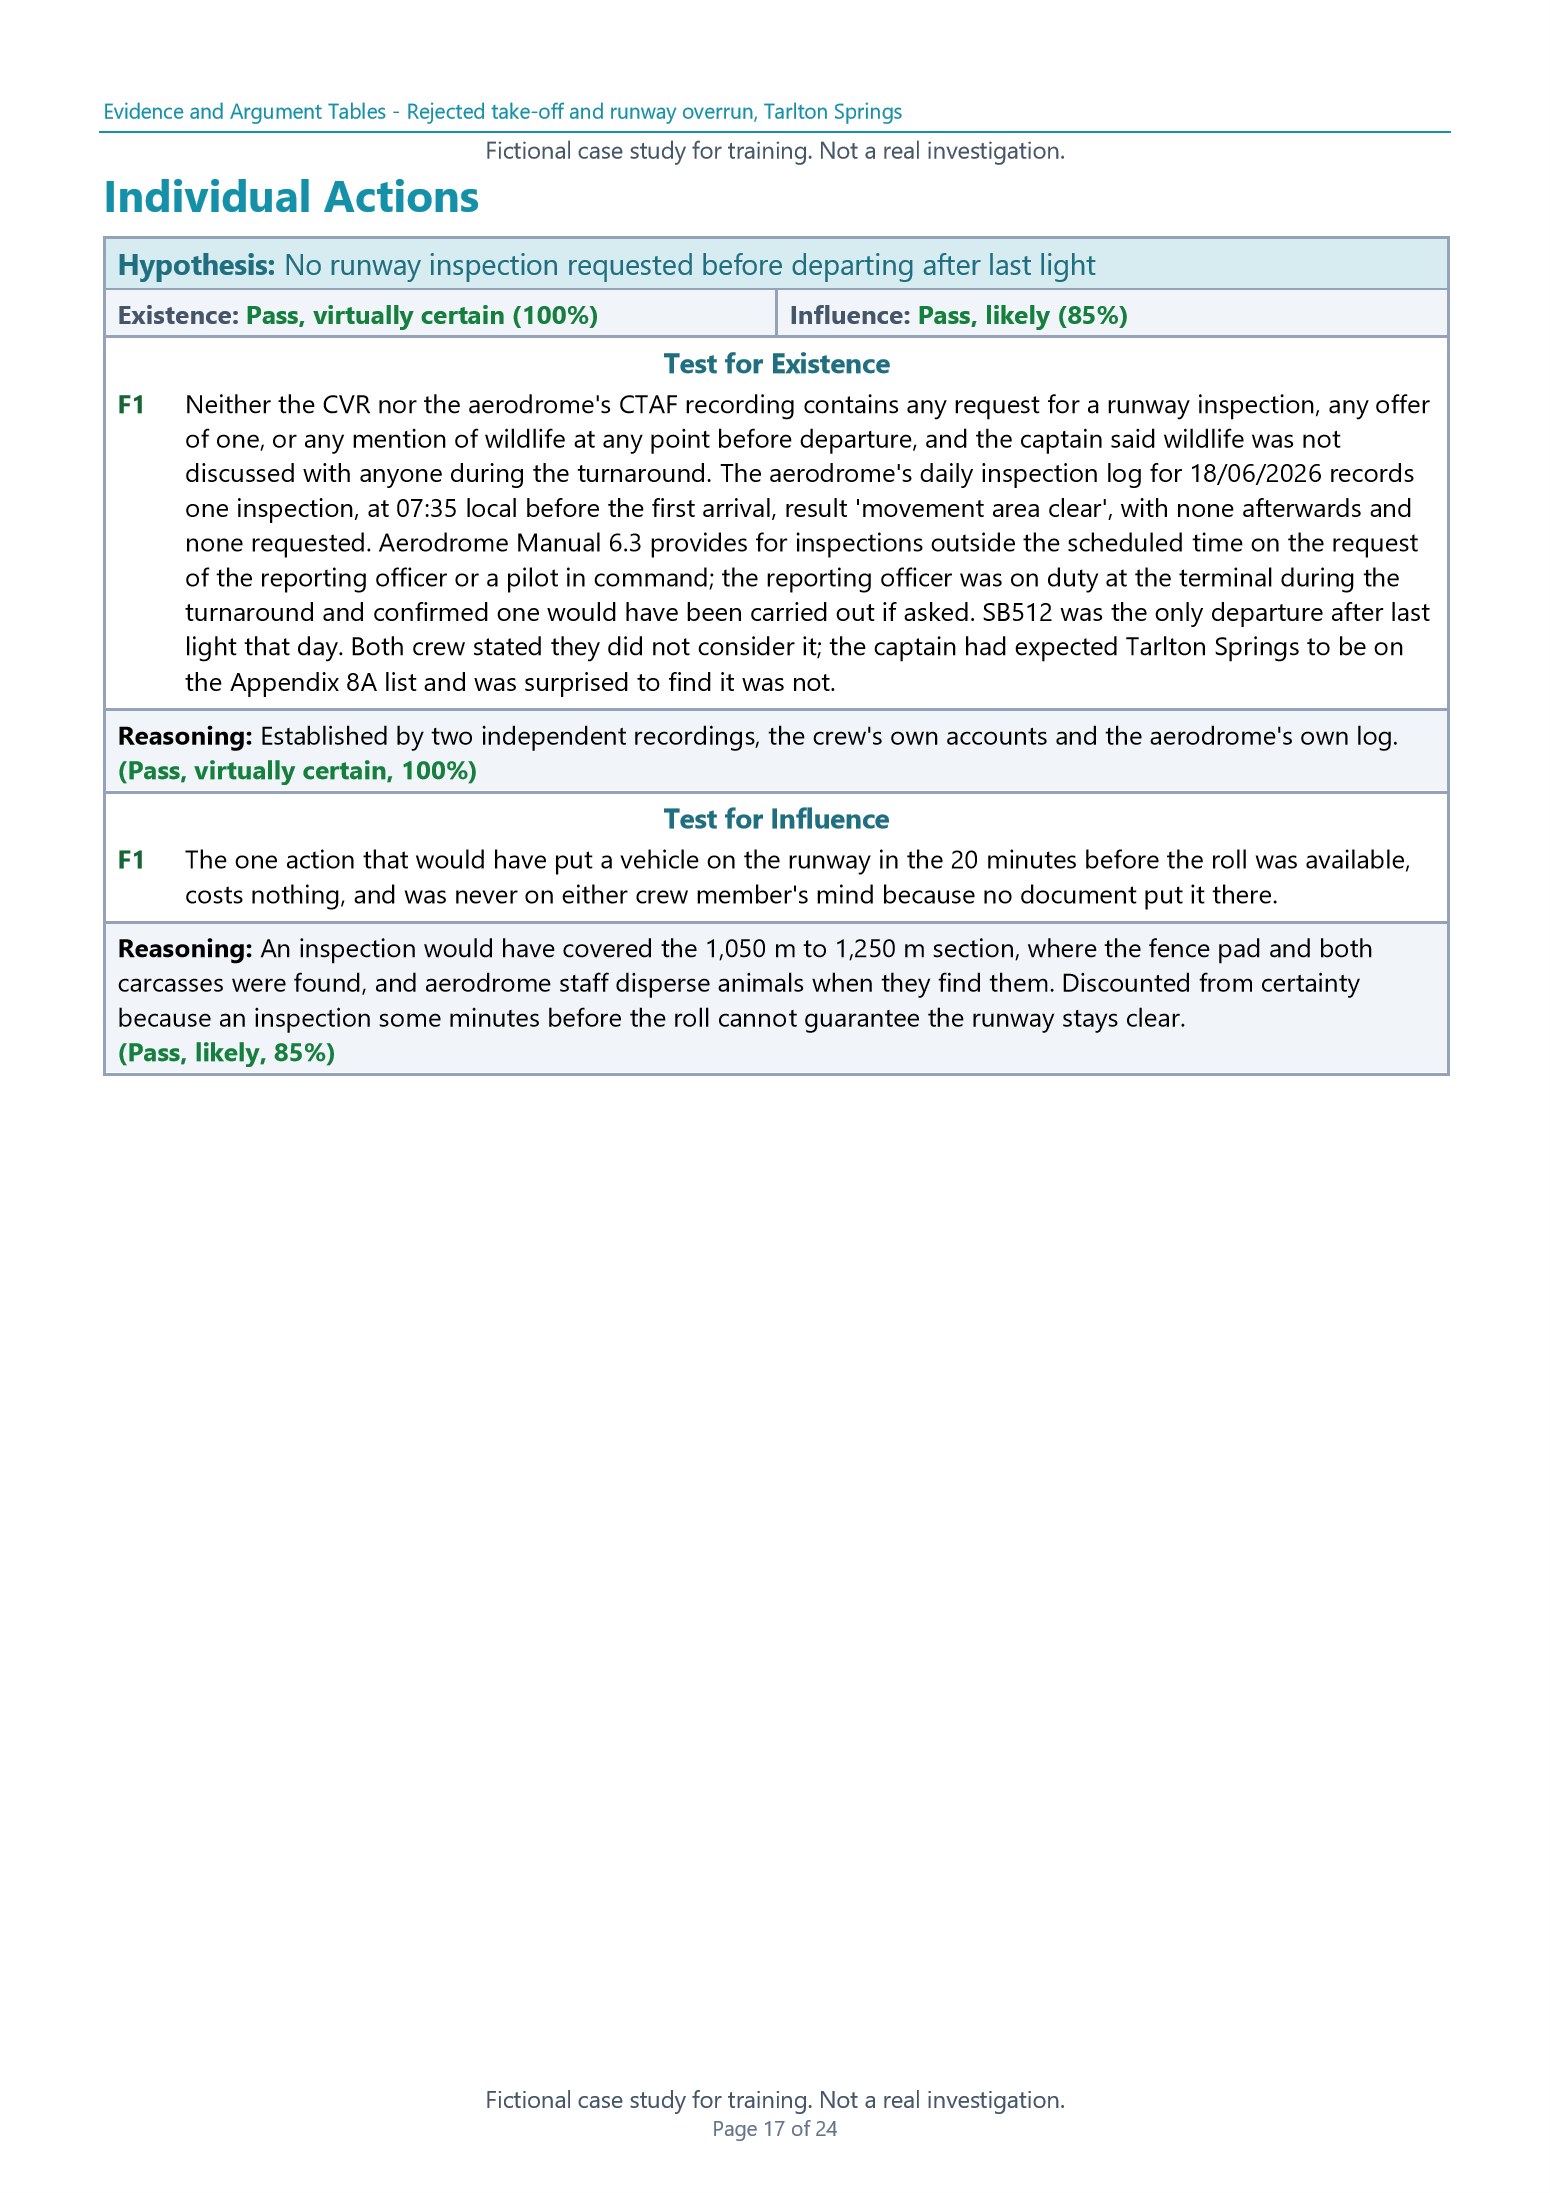 Evidence and Argument Tables - Rejected take-off and runway overrun, Tarlton Springs
Fictional case study for training. Not a real investigation.
Individual Actions
Hypothesis: No runway inspection requested before departing after last light
Existence: Pass, virtually certain (100%)
Influence: Pass, likely (85%)
Test for Existence
F1 Neither the CVR nor the aerodrome's CTAF recording contains any request for a runway inspection, any offer
of one, or any mention of wildlife at any point before departure, and the captain said wildlife was not
discussed with anyone during the turnaround. The aerodrome's daily inspection log for 18/06/2026 records
one inspection, at 07:35 local before the first arrival, result 'movement area clear', with none afterwards and
none requested. Aerodrome Manual 6.3 provides for inspections outside the scheduled time on the request
of the reporting officer or a pilot in command; the reporting officer was on duty at the terminal during the
turnaround and confirmed one would have been carried out if asked. SB512 was the only departure after last
light that day. Both crew stated they did not consider it; the captain had expected Tarlton Springs to be on
the Appendix 8A list and was surprised to find it was not.
Reasoning: Established by two independent recordings, the crew's own accounts and the aerodrome's own log.
(Pass, virtually certain, 100%)
Test for Influence
F1 The one action that would have put a vehicle on the runway in the 20 minutes before the roll was available,
costs nothing, and was never on either crew member's mind because no document put it there.
Reasoning: An inspection would have covered the 1,050 m to 1,250 m section, where the fence pad and both
carcasses were found, and aerodrome staff disperse animals when they find them. Discounted from certainty
because an inspection some minutes before the roll cannot guarantee the runway stays clear.
(Pass, likely, 85%)
Fictional case study for training. Not a real investigation.
Page 17 of 24